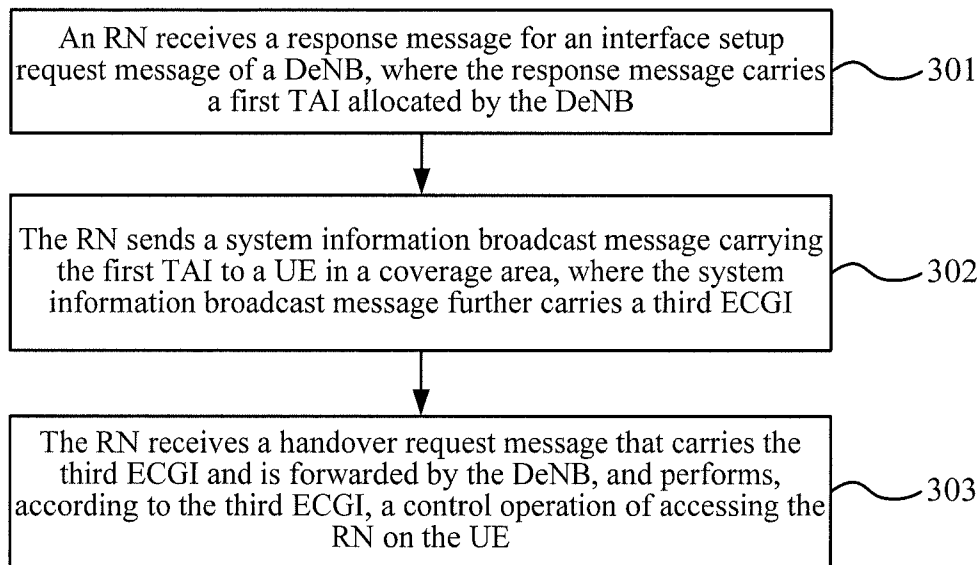 An RN receives a response message for an interface setup
request message of a DeNB, where the response message carries
a first TAI allocated by the DeNB
301
The RN sends a system information broadcast message carrying
the first TAI to a UE in a coverage area, where the system
information broadcast message further carries a third ECGI
302
The RN receives a handover request message that carries the
third ECGI and is forwarded by the DeNB, and performs,
according to the third ECGI, a control operation of accessing the
RN on the UE
303